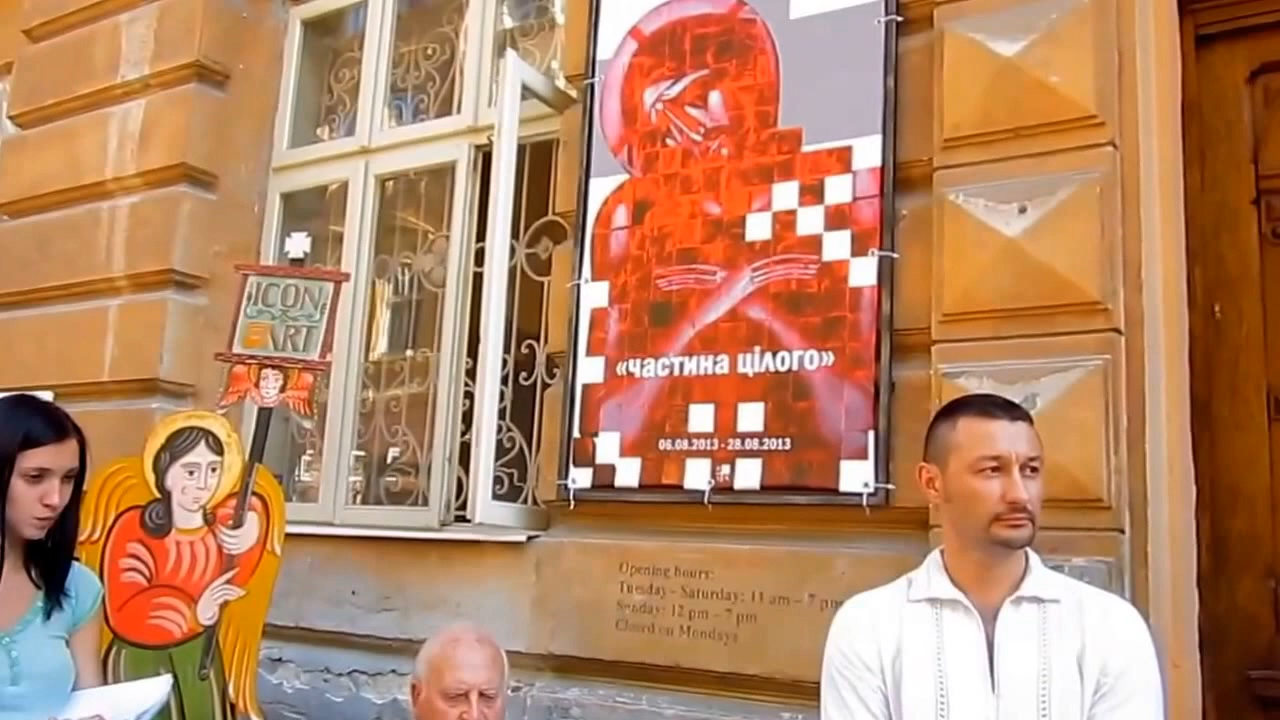 ICON
ART
«частина цілого»
06.08.2013 - 28.08.2013
Opening hours:
Tuesday - Saturday: 11 am – 7 pm
Sunday: 12 pm – 7 pm
Closed on Mondays